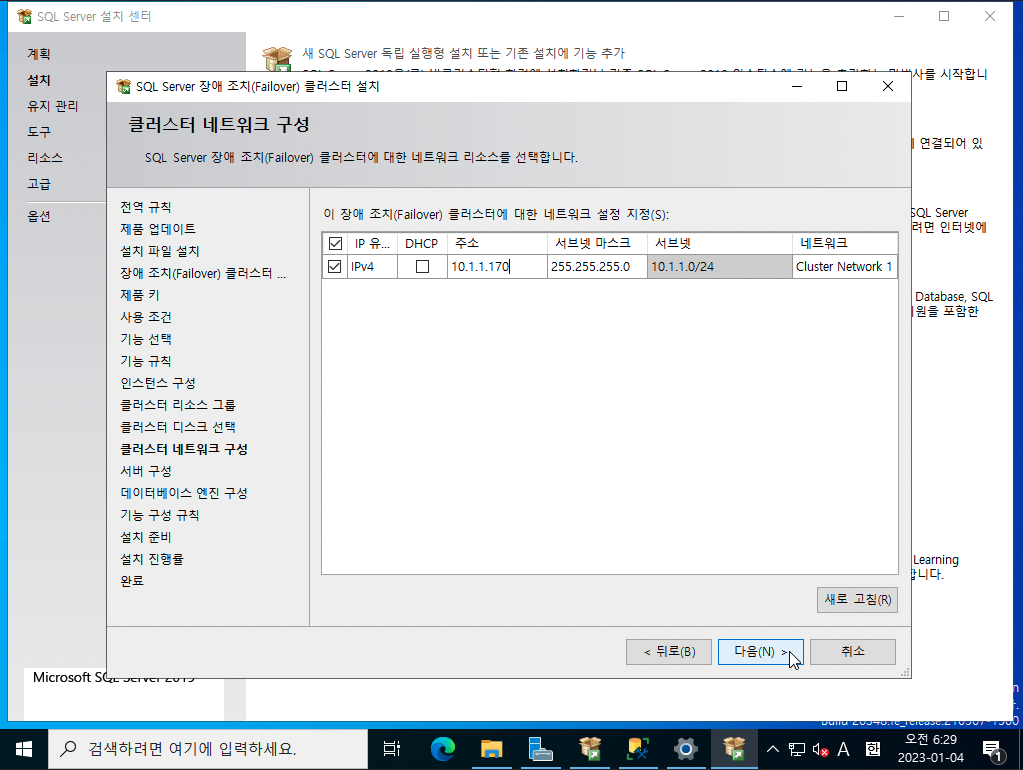 SQL Server 설치 센터
계획
설치
유지 관리
도구
리소스
고급
옵션
새 SQL Server 독립 실행형 설치 또는 기존 설치에 기능 추가
사를 시작합니
연결되어 있
SQL Server
려면 인터넷에
Database, SQL
원을 포함한
Learning
합니다.
Microsoft SQL Server 2019
SQL Server 장애 조치(Failover) 클러스터 설치
클러스터 네트워크 구성
SQL Server 장애 조치(Failover) 클러스터에 대한 네트워크 리소스를 선택합니다.
전역 규칙
제품 업데이트
설치 파일 설치
장애 조치(Failover) 클러스터 ...
제품 키
사용 조건
기능 선택
기능 규칙
인스턴스 구성
클러스터 리소스 그룹
클러스터 디스크 선택
클러스터 네트워크 구성
서버 구성
데이터베이스 엔진 구성
기능 구성 규칙
설치 준비
설치 진행률
완료
이 장애 조치(Failover) 클러스터에 대한 네트워크 설정 지정(S):
IP 유... DHCP 주소 서브넷 마스크 서브넷 네트워크
IPv4 10.1.1.170 255.255.255.0 10.1.1.0/24 Cluster Network 1
새로 고침(R)
< 뒤로(B) 다음(N) > 취소
검색하려면 여기에 입력하세요.
A 한
오전 6:29
2023-01-04
1